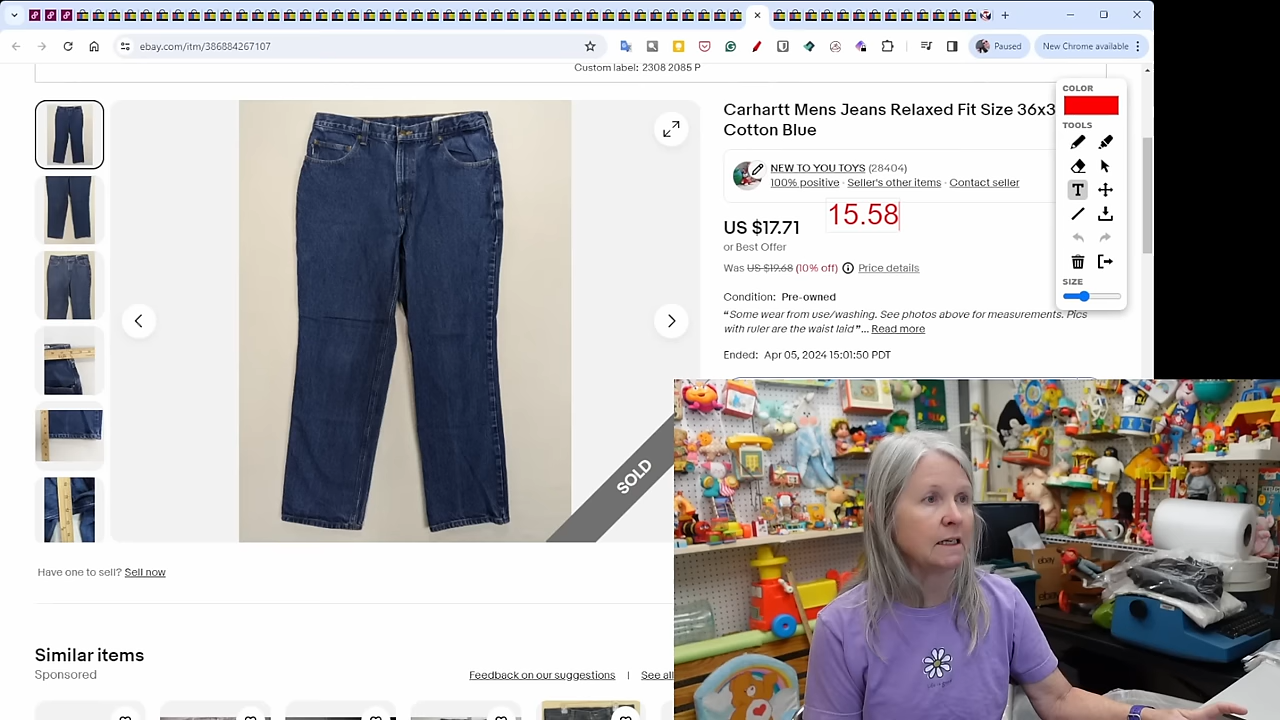 ebay.com/itm/386884267107
Paused
New Chrome available
Custom label: 2308 2085 P
Carhartt Mens Jeans Relaxed Fit Size 36x3
Cotton Blue
NEW TO YOU TOYS (28404)
100% positive · Seller's other items · Contact seller
US $17.71
15.58
or Best Offer
Was US $19.68 (10% off) Price details
Condition: Pre-owned
“Some wear from use/washing. See photos above for measurements. Pics
with ruler are the waist laid ”... Read more
Ended: Apr 05, 2024 15:01:50 PDT
COLOR
TOOLS
T
SIZE
SOLD
Have one to sell? Sell now
Similar items
Sponsored
Feedback on our suggestions | See all
ebay